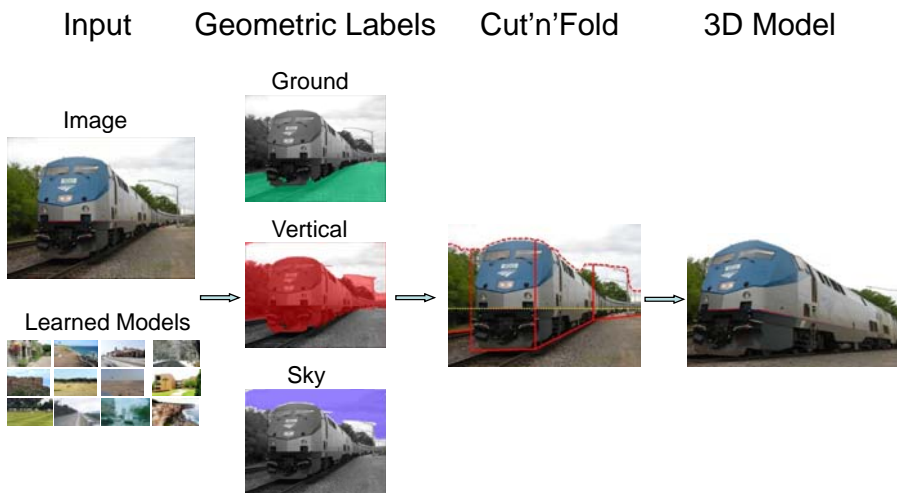 Input
Geometric Labels
Cut'n'Fold
3D Model
Image
Learned Models
Ground
Vertical
Sky